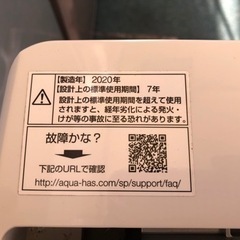 【製造年】2020年
【設計上の標準使用期間】7年
設計上の標準使用期間を超えて使用
されますと、経年劣化による発火・
けが等の事故に至る恐れがあります。
故障かな？
下記のURLで確認
http://aqua-has.com/sp/support/faq/